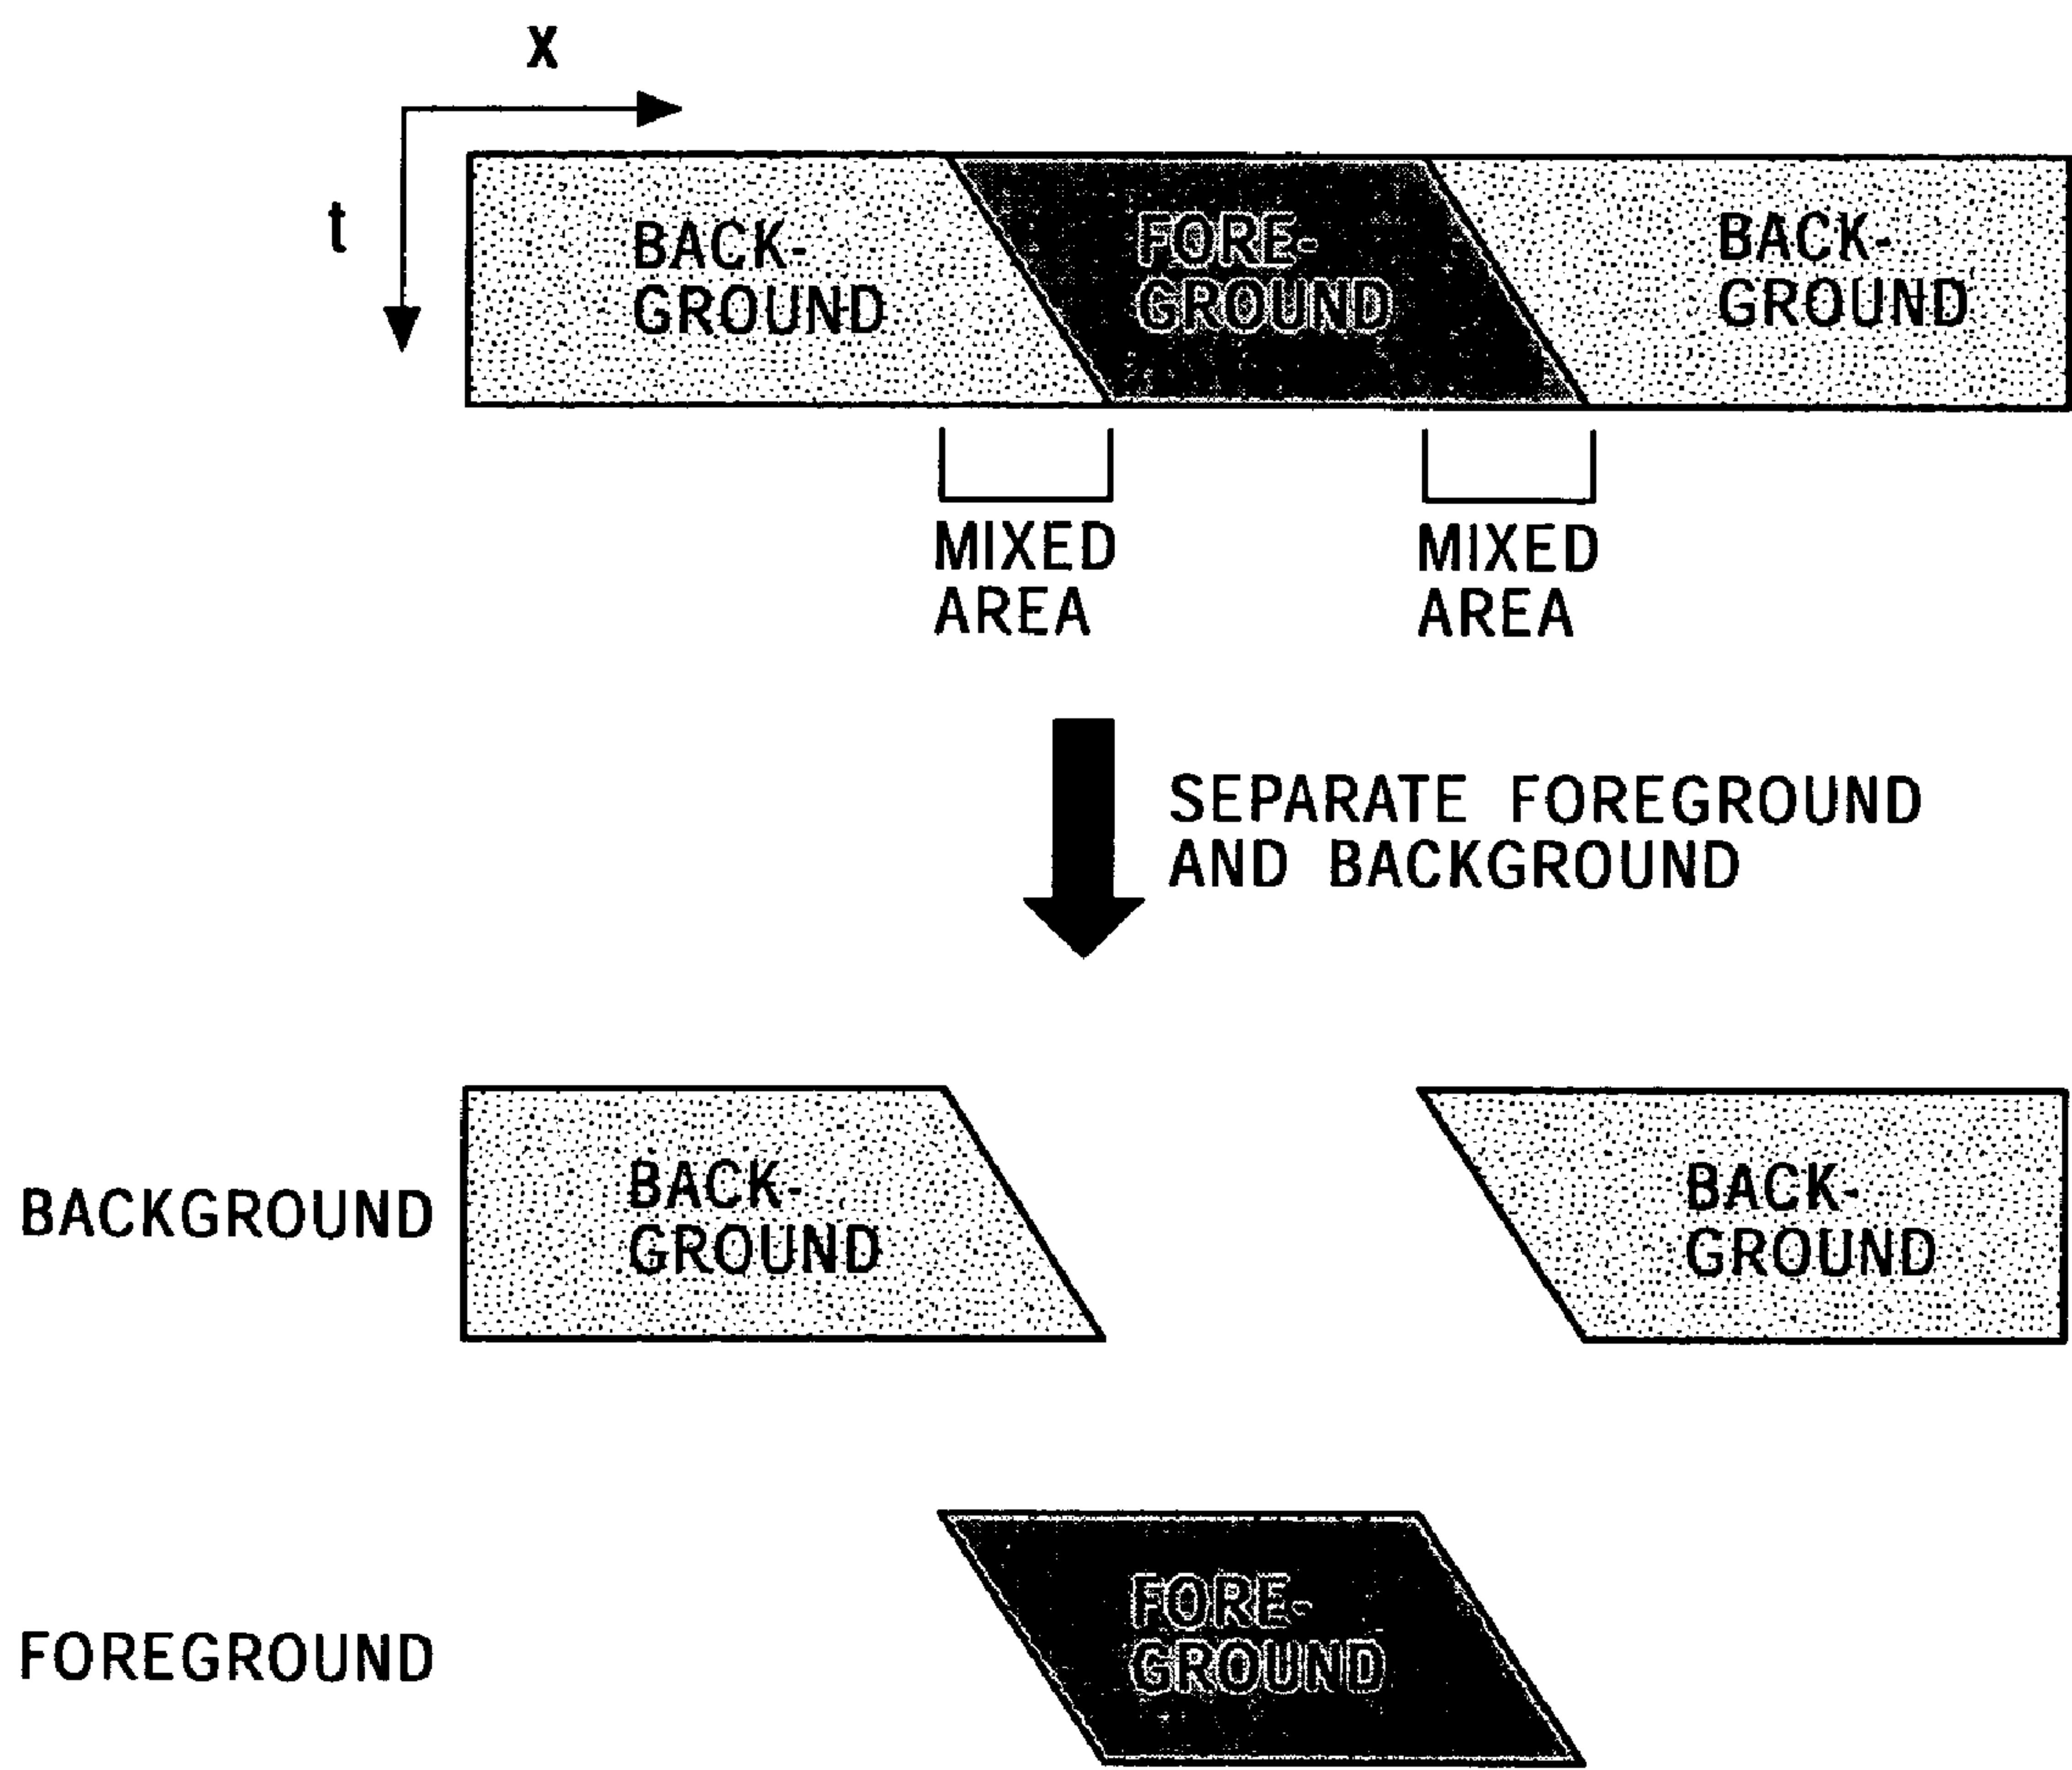 x
t
BACK-
GROUND
FORE-
GROUND
BACK-
GROUND
MIXED
AREA
MIXED
AREA
SEPARATE FOREGROUND
AND BACKGROUND
BACKGROUND
BACK-
GROUND
BACK-
GROUND
FOREGROUND
FORE-
GROUND